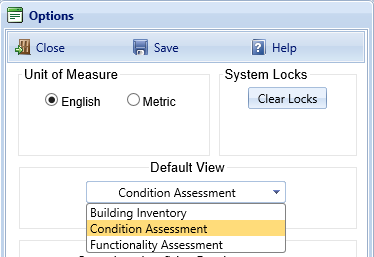 Options
Close Save Help
Unit of Measure System Locks
English Metric Clear Locks
Default View
Condition Assessment
Building Inventory
Condition Assessment
Functionality Assessment